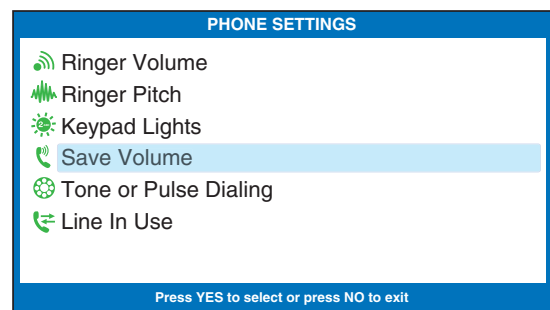 PHONE SETTINGS
Ringer Volume
Ringer Pitch
Keypad Lights
Save Volume
Tone or Pulse Dialing
Line In Use
Press YES to select or press NO to exit